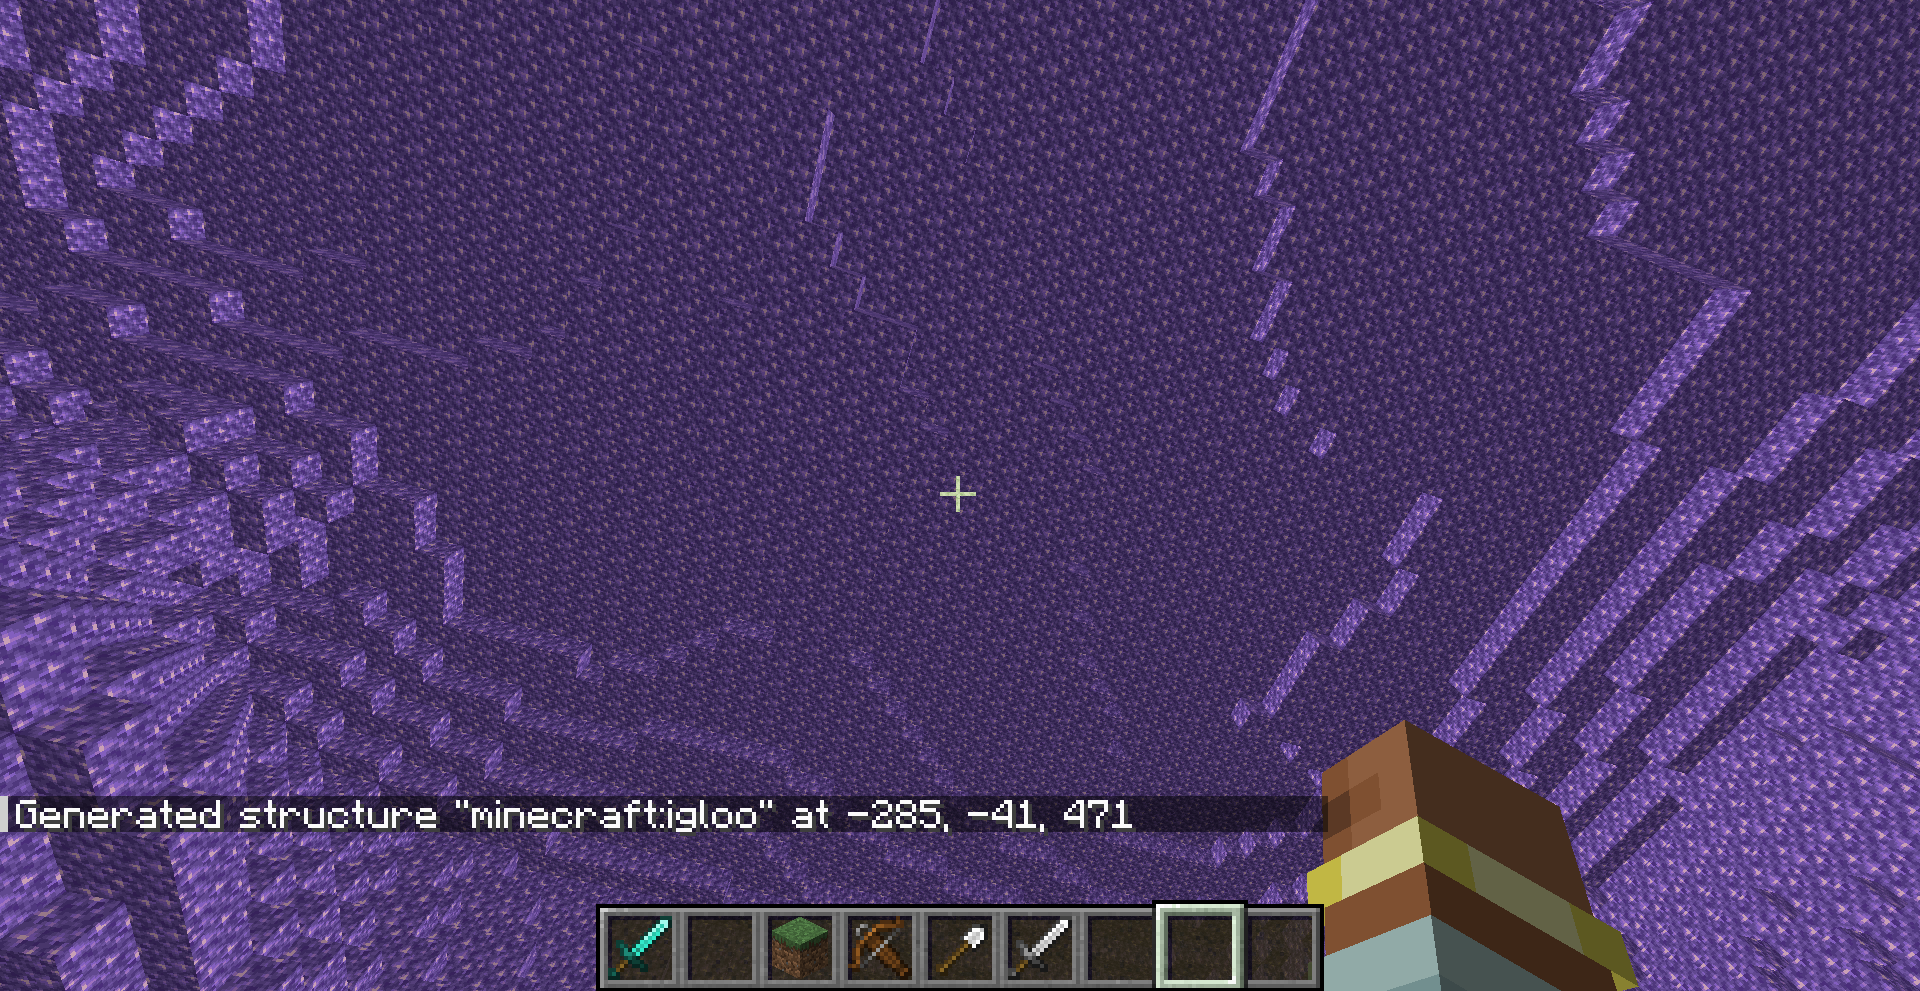 Generated structure "minecraft:igloo" at -285, -41, 471